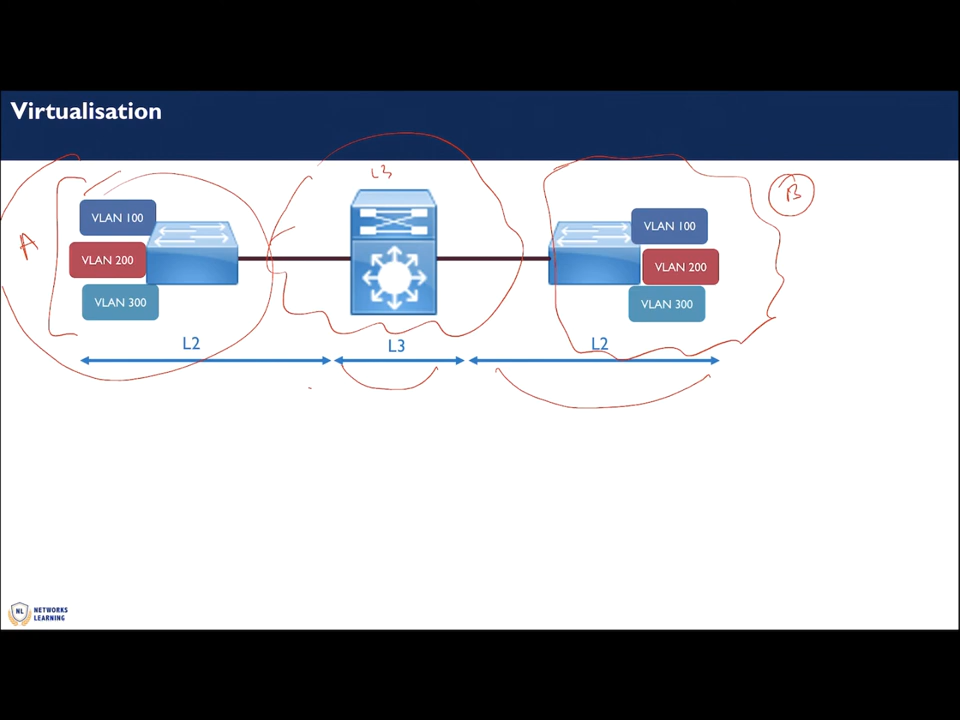 Virtualisation
L3
B
A
VLAN 100
VLAN 200
VLAN 300
VLAN 100
VLAN 200
VLAN 300
L2
L3
L2
NL
NETWORKS
LEARNING